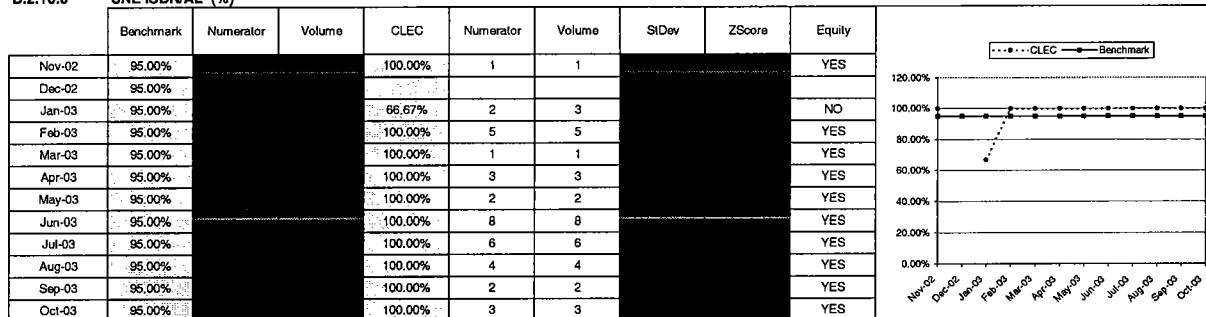 Benchmark Numerator Volume CLEC Numerator Volume StDev ZScore Equity
Nov-02 95.00% 100.00% 1 1 YES
Dec-02 95.00%
Jan-03 95.00% 66.67% 2 3 NO
Feb-03 95.00% 100.00% 5 5 YES
Mar-03 95.00% 100.00% 1 1 YES
Apr-03 95.00% 100.00% 3 3 YES
May-03 95.00% 100.00% 2 2 YES
Jun-03 95.00% 100.00% 8 8 YES
Jul-03 95.00% 100.00% 6 6 YES
Aug-03 95.00% 100.00% 4 4 YES
Sep-03 95.00% 100.00% 2 2 YES
Oct-03 95.00% 100.00% 3 3 YES
CLEC Benchmark
120.00%
100.00%
80.00%
60.00%
40.00%
20.00%
0.00%
Nov-02 Dec-02 Jan-03 Feb-03 Mar-03 Apr-03 May-03 Jun-03 Jul-03 Aug-03 Sep-03 Oct-03